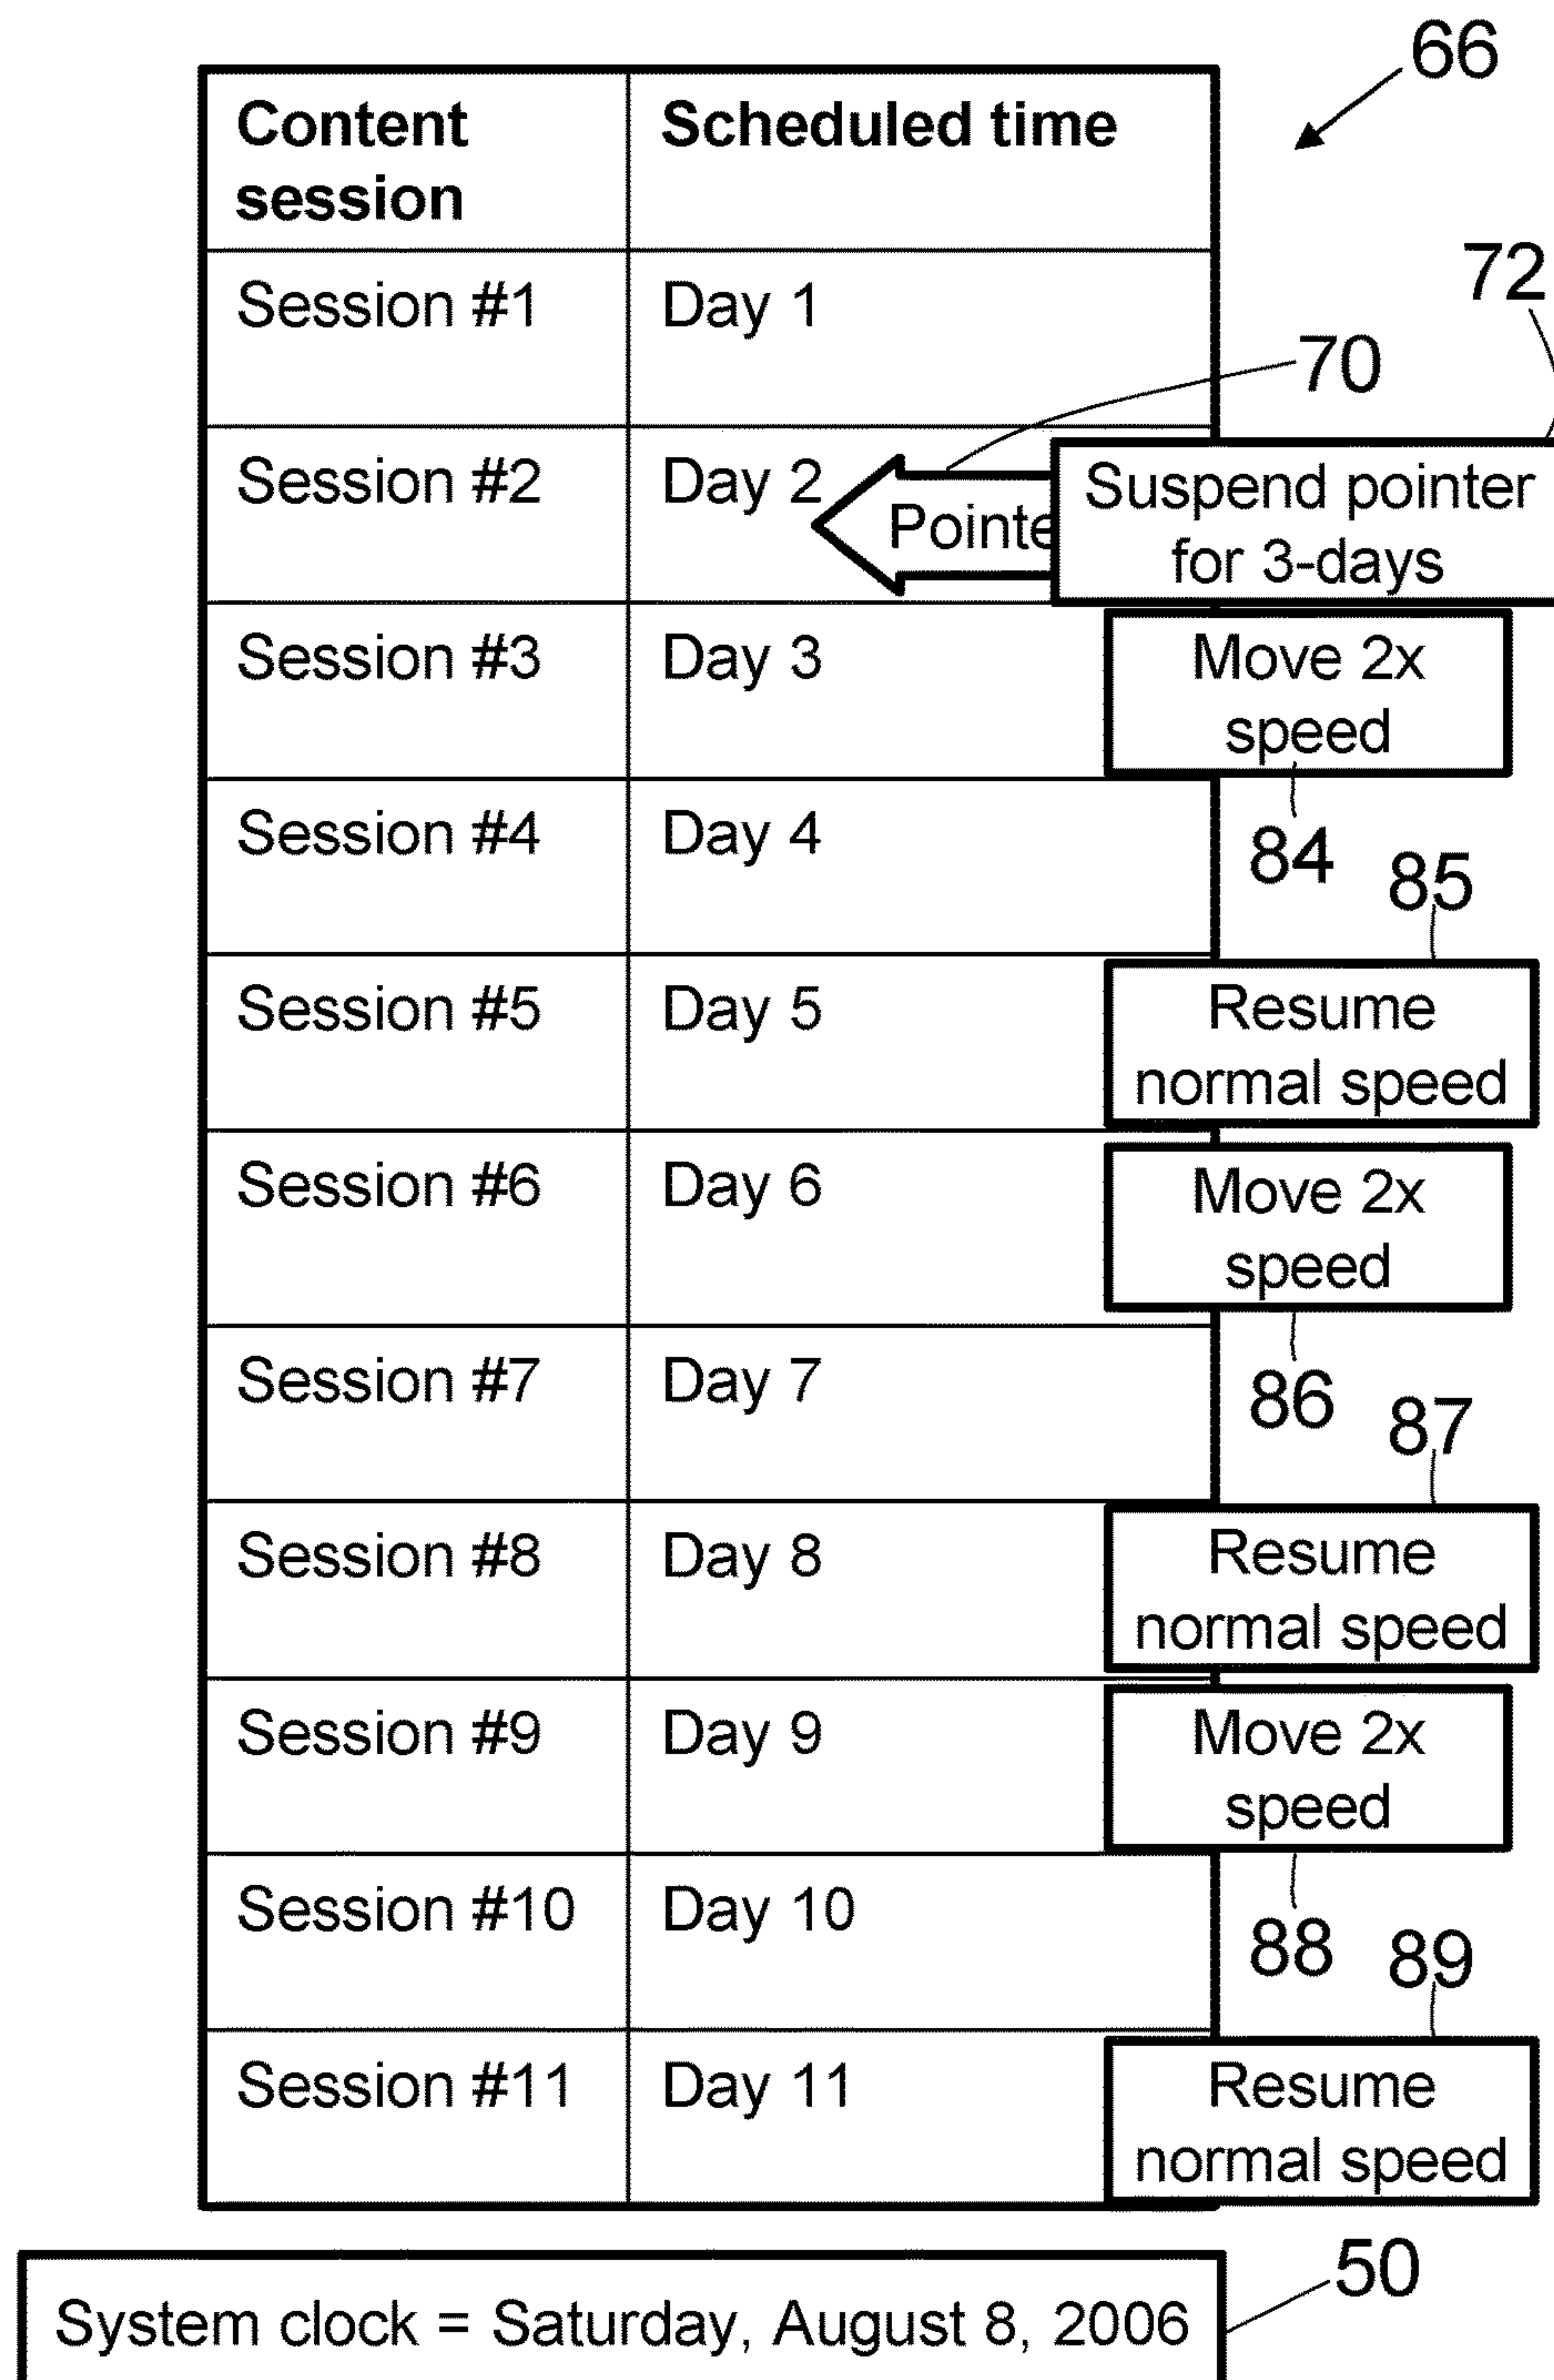 66
Content
session
Scheduled time
72
Session #1
Day 1
70
Session #2
Day 2
Pointe
Suspend pointer
for 3-days
Session #3
Day 3
Move 2x
speed
Session #4
Day 4
84
85
Session #5
Day 5
Resume
normal speed
Session #6
Day 6
Move 2x
speed
Session #7
Day 7
86
87
Session #8
Day 8
Resume
normal speed
Session #9
Day 9
Move 2x
speed
Session #10
Day 10
88
89
Session #11
Day 11
Resume
normal speed
50
System clock = Saturday, August 8, 2006